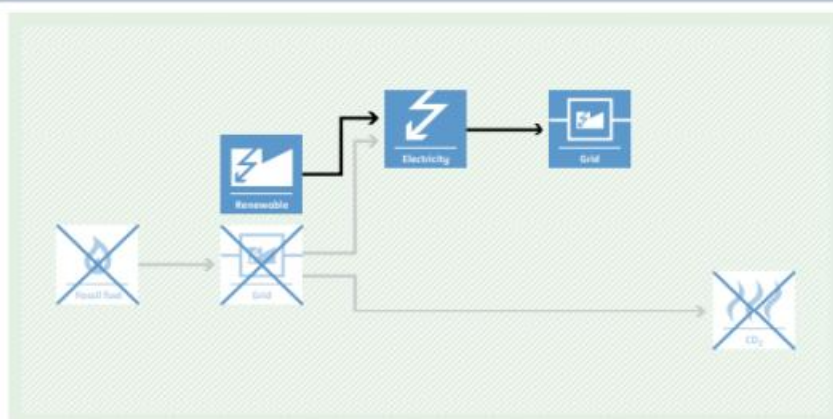 Electricity
Grid
Renewable
Fossil fuel
Grid
CO₂